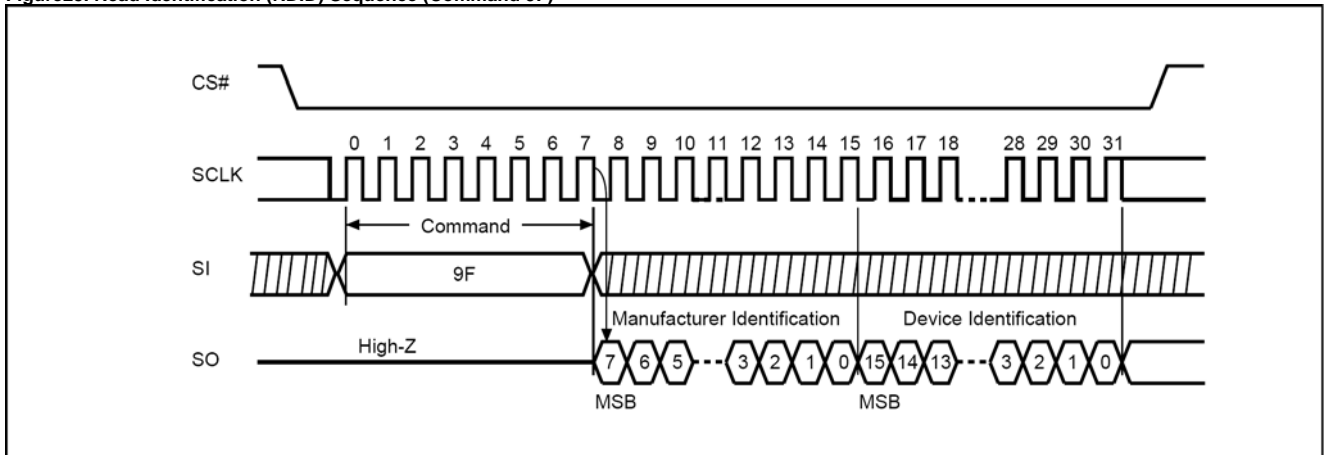 CS#
0 1 2 3 4 5 6 7 8 9 10 11 12 13 14 15 16 17 18 28 29 30 31
SCLK
Command
SI
9F
Manufacturer Identification Device Identification
High-Z
SO
7 6 5 3 2 1 0 15 14 13 3 2 1 0
MSB MSB